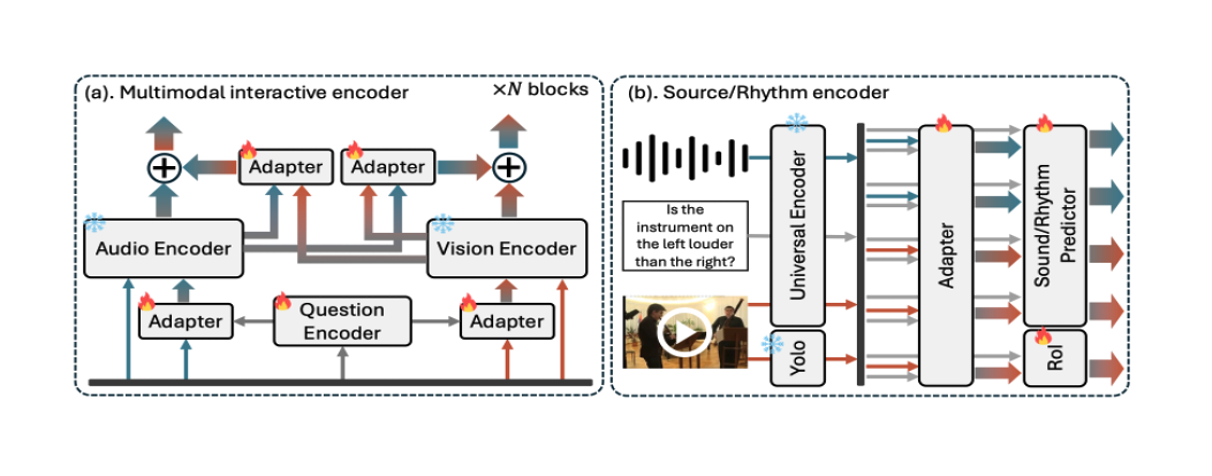 (a). Multimodal interactive encoder
×N blocks
Adapter
Adapter
Audio Encoder
Vision Encoder
Adapter
Question
Encoder
Adapter
(b). Source/Rhythm encoder
Is the
instrument on
the left louder
than the right?
Universal Encoder
Yolo
Adapter
Sound/Rhythm
Predictor
RoI